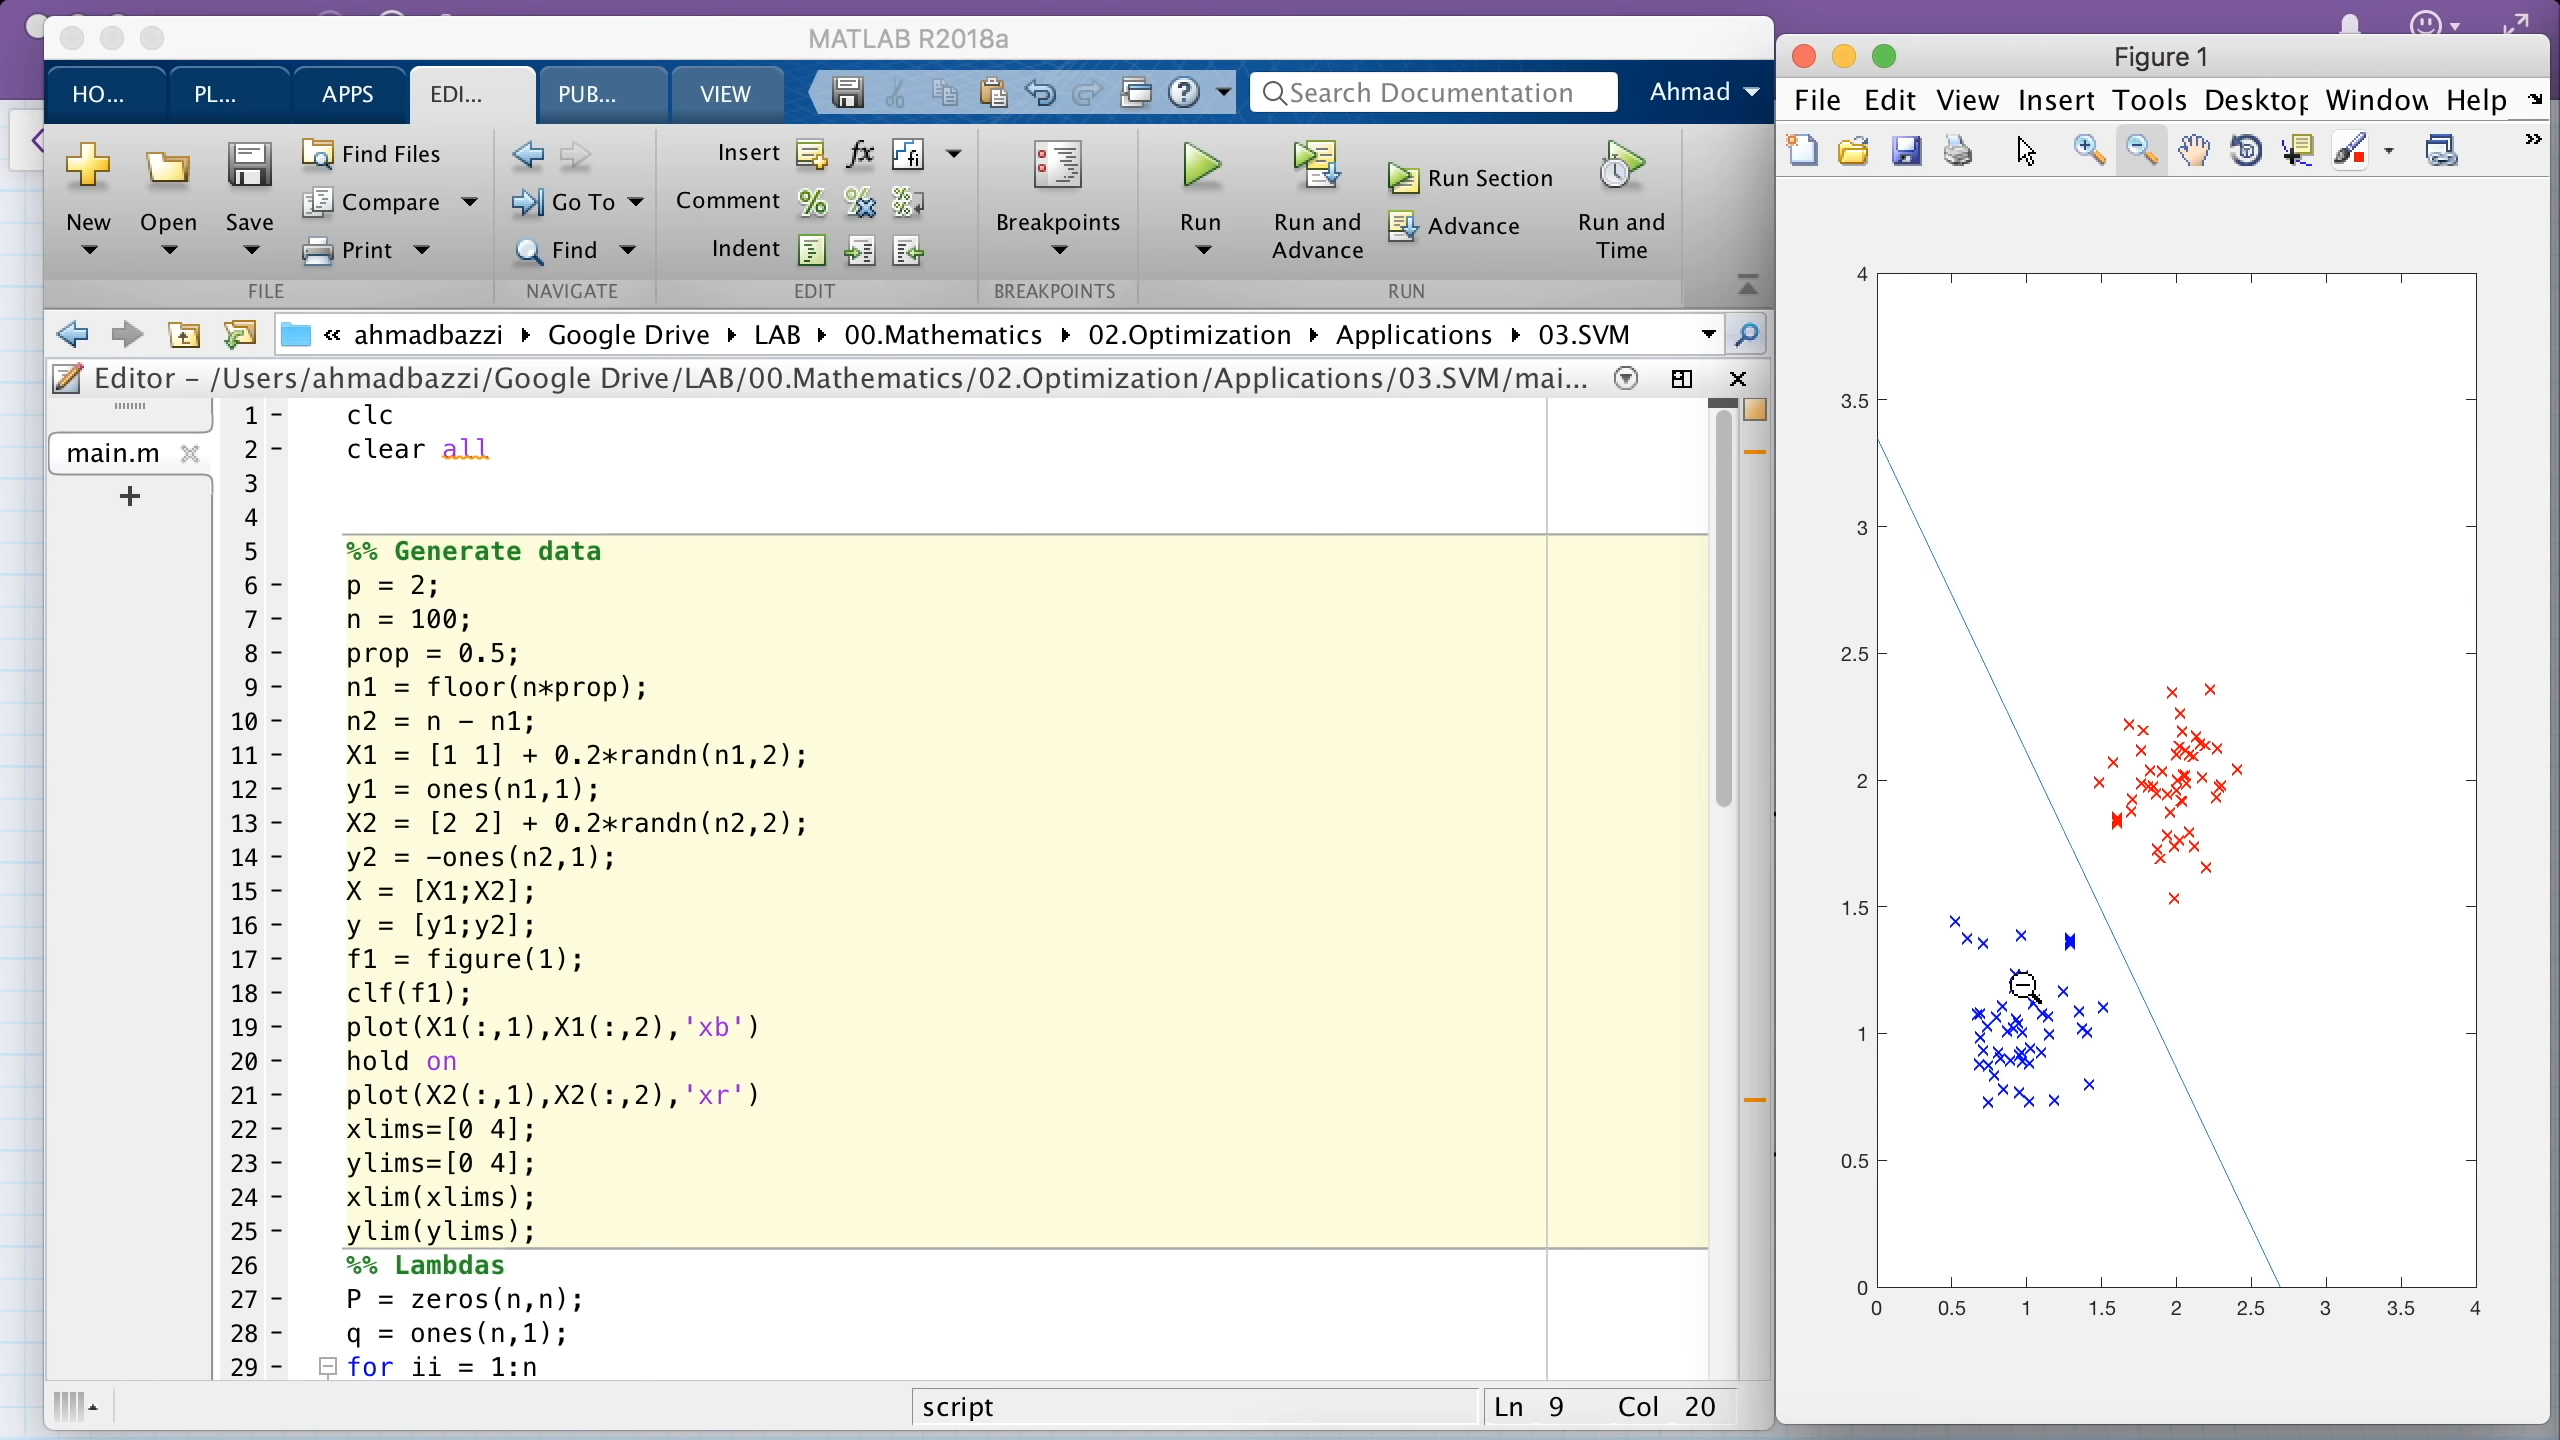 MATLAB R2018a
HO... PL... APPS EDI... PUB... VIEW Search Documentation Ahmad
New Open Save Find Files Compare Print
FILE
Go To Find
NAVIGATE
Insert fx fi
Comment
Indent
EDIT
Breakpoints
BREAKPOINTS
Run Run and Advance Run Section Advance Run and Time
RUN
« ahmadbazzi Google Drive LAB 00.Mathematics 02.Optimization Applications 03.SVM
Editor – /Users/ahmadbazzi/Google Drive/LAB/00.Mathematics/02.Optimization/Applications/03.SVM/mai...
main.m
+
1 – clc
2 – clear all
3
4
5 %% Generate data
6 – p = 2;
7 – n = 100;
8 – prop = 0.5;
9 – n1 = floor(n*prop);
10 – n2 = n – n1;
11 – X1 = [1 1] + 0.2*randn(n1,2);
12 – y1 = ones(n1,1);
13 – X2 = [2 2] + 0.2*randn(n2,2);
14 – y2 = –ones(n2,1);
15 – X = [X1;X2];
16 – y = [y1;y2];
17 – f1 = figure(1);
18 – clf(f1);
19 – plot(X1(:,1),X1(:,2),'xb')
20 – hold on
21 – plot(X2(:,1),X2(:,2),'xr')
22 – xlims=[0 4];
23 – ylims=[0 4];
24 – xlim(xlims);
25 – ylim(ylims);
26 %% Lambdas
27 – P = zeros(n,n);
28 – q = ones(n,1);
29 – for ii = 1:n
script Ln 9 Col 20
Figure 1
File Edit View Insert Tools Desktop Window Help
4
3.5
3
2.5
2
1.5
1
0.5
0
0 0.5 1 1.5 2 2.5 3 3.5 4